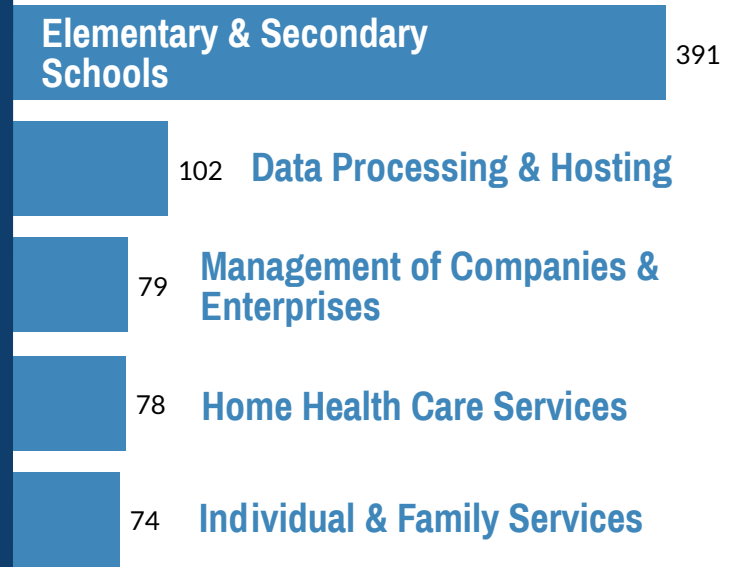 Elementary & Secondary
Schools
391
102
Data Processing & Hosting
79
Management of Companies &
Enterprises
78
Home Health Care Services
74
Individual & Family Services